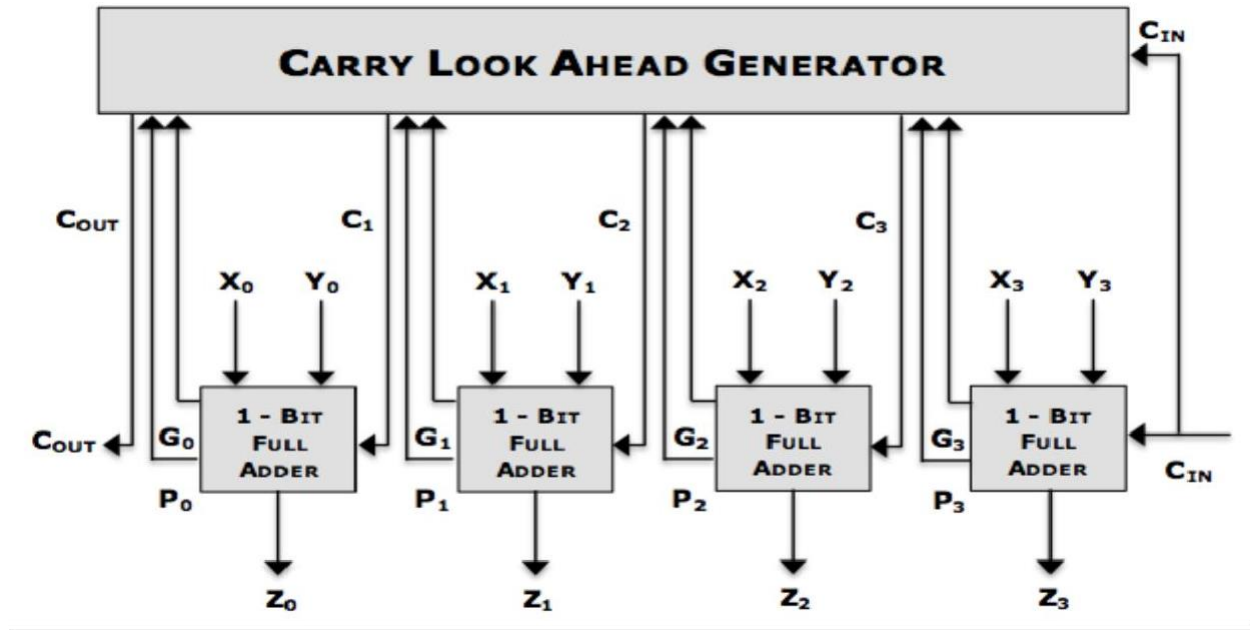 CIN
CARRY LOOK AHEAD GENERATOR
COUT C1 C2 C3
X0 Y0 X1 Y1 X2 Y2 X3 Y3
1 - BIT 1 - BIT 1 - BIT 1 - BIT
COUT G0 FULL G1 FULL G2 FULL G3 FULL
ADDER ADDER ADDER ADDER CIN
P0 P1 P2 P3
Z0 Z1 Z2 Z3